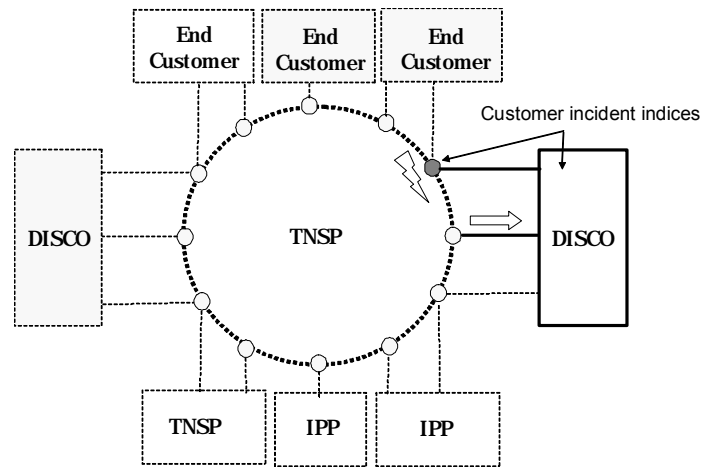 End
Customer
End
Customer
End
Customer
Customer incident indices
DISCO
TNSP
DISCO
TNSP
IPP
IPP